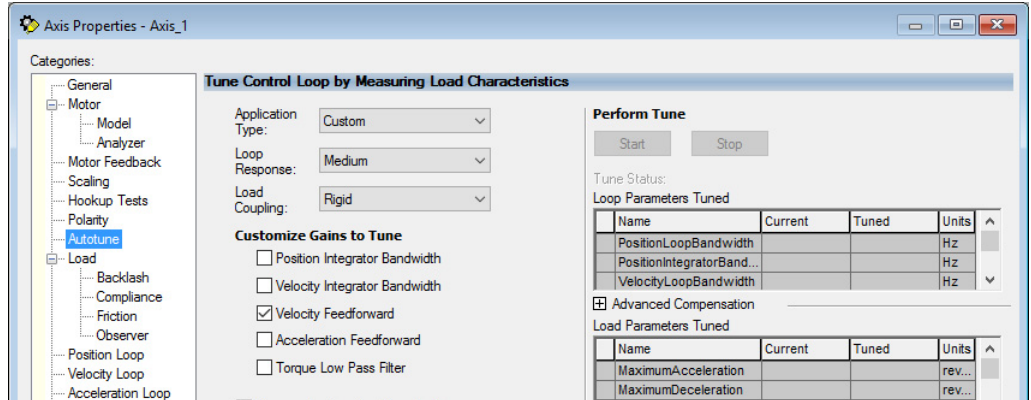 Axis Properties - Axis_1
Categories:
General
Motor
Model
Analyzer
Motor Feedback
Scaling
Hookup Tests
Polarity
Autotune
Load
Backlash
Compliance
Friction
Observer
Position Loop
Velocity Loop
Acceleration Loop
Tune Control Loop by Measuring Load Characteristics
Application
Type:
Custom
Loop
Response:
Medium
Load
Coupling:
Rigid
Customize Gains to Tune
Position Integrator Bandwidth
Velocity Integrator Bandwidth
Velocity Feedforward
Acceleration Feedforward
Torque Low Pass Filter
Perform Tune
Start Stop
Tune Status:
Loop Parameters Tuned
Name Current Tuned Units
PositionLoopBandwidth Hz
PositionIntegratorBand... Hz
VelocityLoopBandwidth Hz
Advanced Compensation
Load Parameters Tuned
Name Current Tuned Units
MaximumAcceleration rev...
MaximumDeceleration rev...